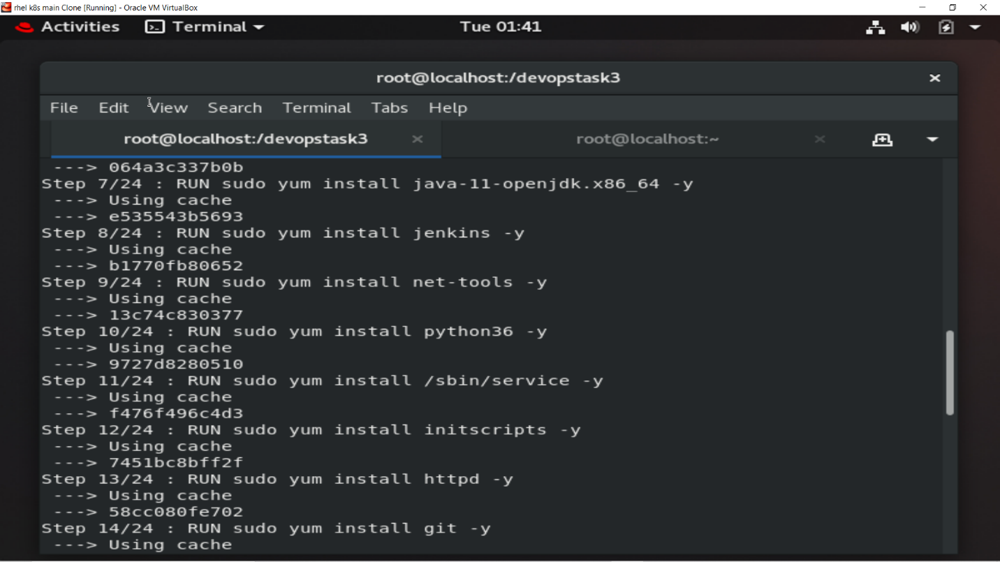 rhel k8s main Clone [Running] - Oracle VM VirtualBox
Activities Terminal Tue 01:41
root@localhost:/devopstask3
File Edit View Search Terminal Tabs Help
root@localhost:/devopstask3 root@localhost:~
---> 064a3c337b0b
Step 7/24 : RUN sudo yum install java-11-openjdk.x86_64 -y
---> Using cache
---> e535543b5693
Step 8/24 : RUN sudo yum install jenkins -y
---> Using cache
---> b1770fb80652
Step 9/24 : RUN sudo yum install net-tools -y
---> Using cache
---> 13c74c830377
Step 10/24 : RUN sudo yum install python36 -y
---> Using cache
---> 9727d8280510
Step 11/24 : RUN sudo yum install /sbin/service -y
---> Using cache
---> f476f496c4d3
Step 12/24 : RUN sudo yum install initscripts -y
---> Using cache
---> 7451bc8bff2f
Step 13/24 : RUN sudo yum install httpd -y
---> Using cache
---> 58cc080fe702
Step 14/24 : RUN sudo yum install git -y
---> Using cache